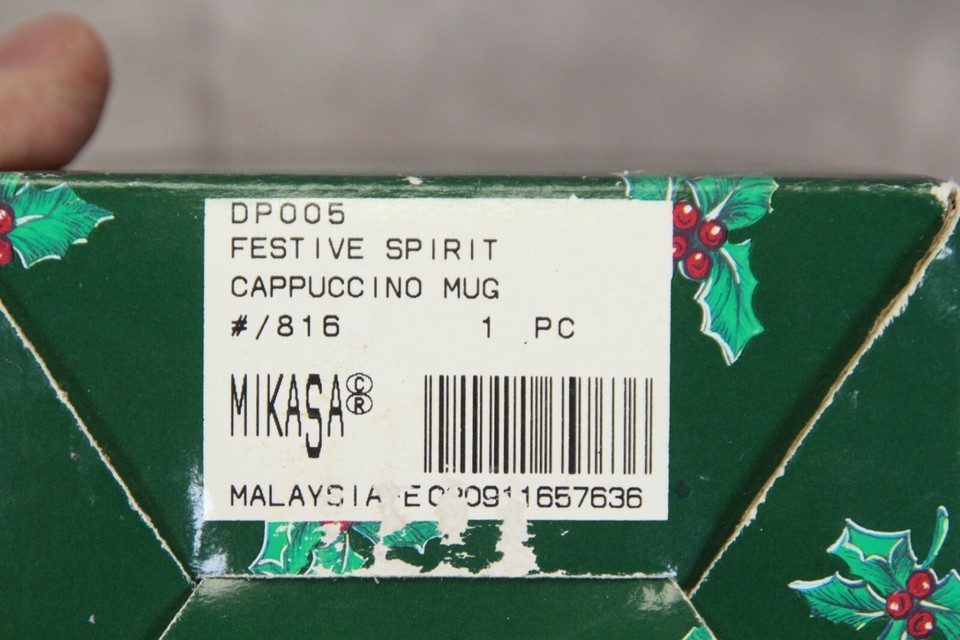 DP005
FESTIVE SPIRIT
CAPPUCCINO MUG
#/816 1 PC
MIKASA©®
MALAYSIA